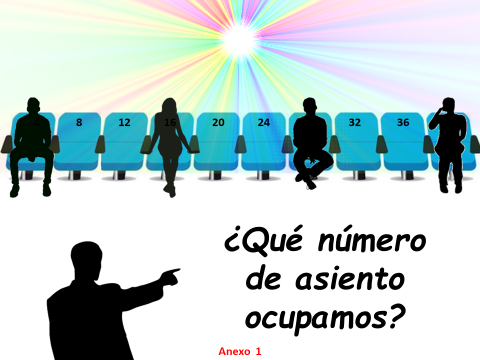 8 12 16 20 24 32 36
¿Qué número
de asiento
ocupamos?
Anexo 1